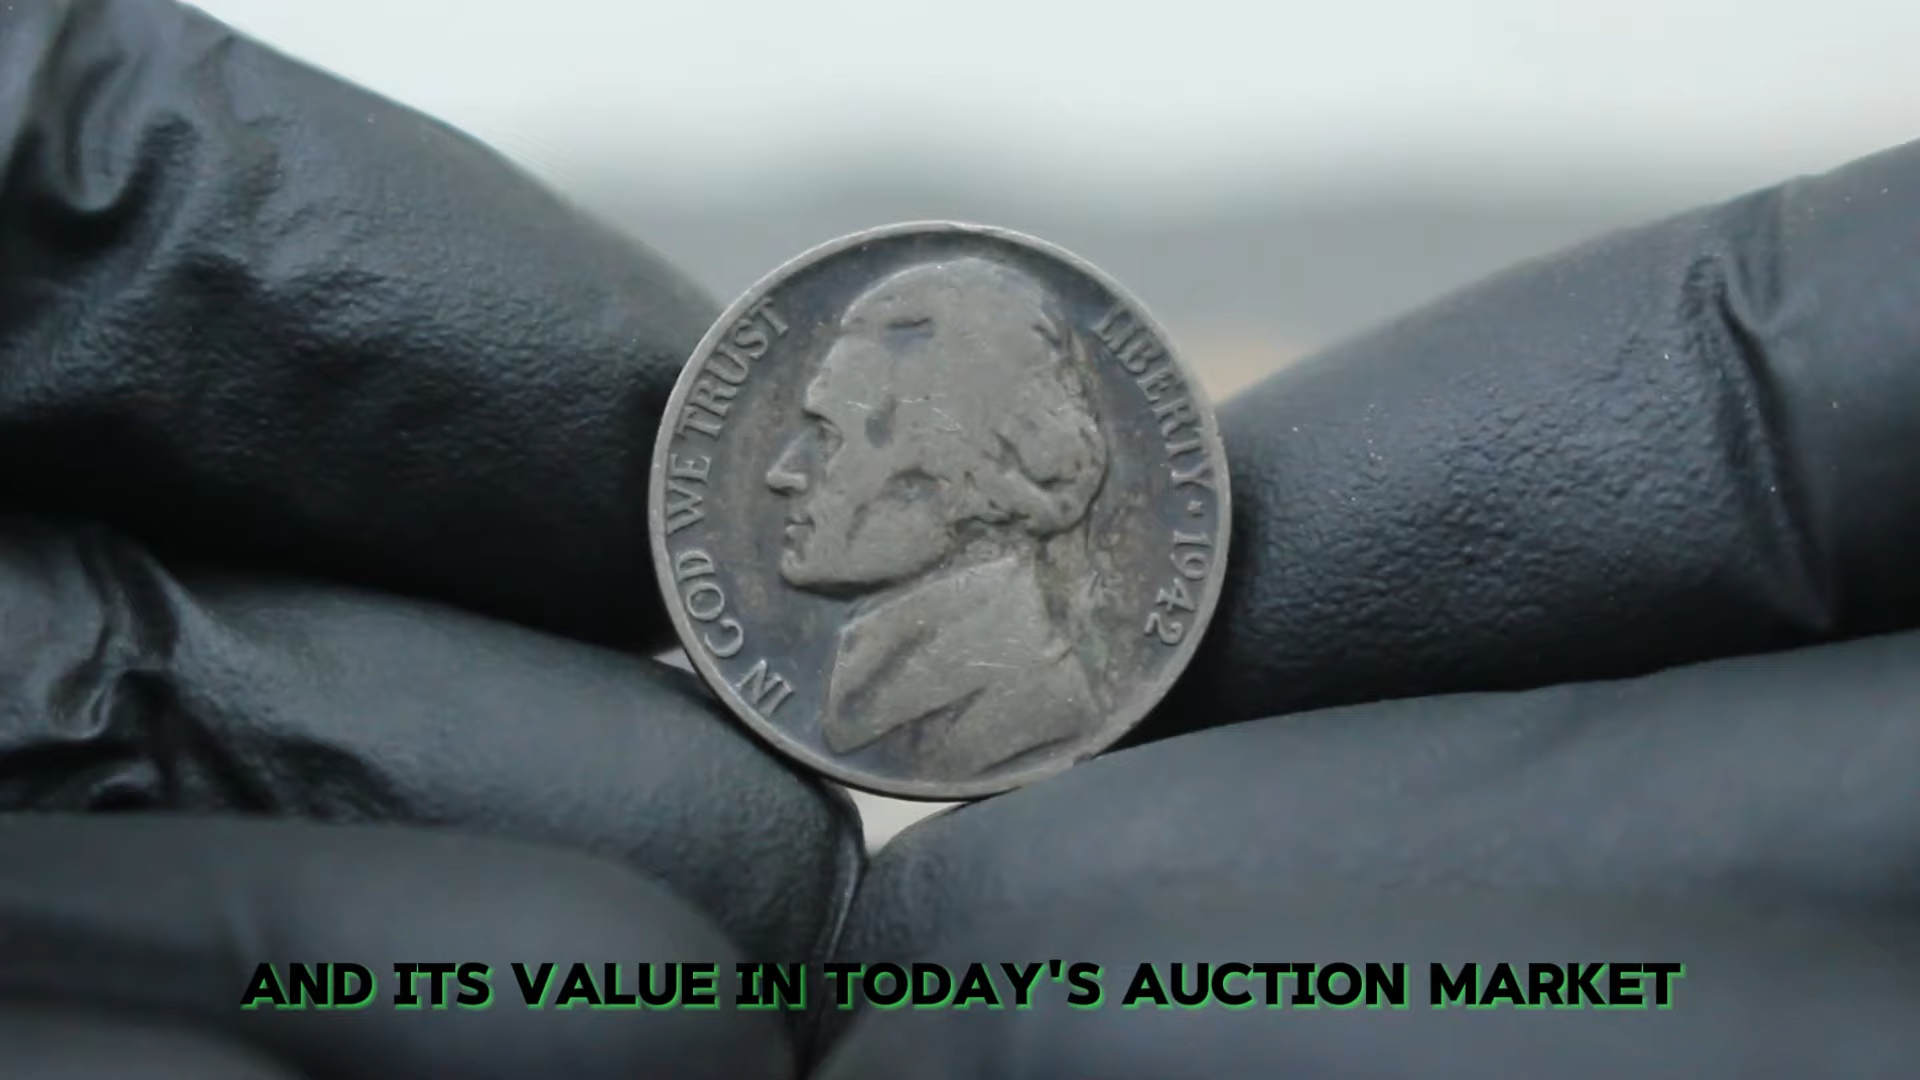 IN GOD WE TRUST
LIBERTY · 1942
AND ITS VALUE IN TODAY'S AUCTION MARKET